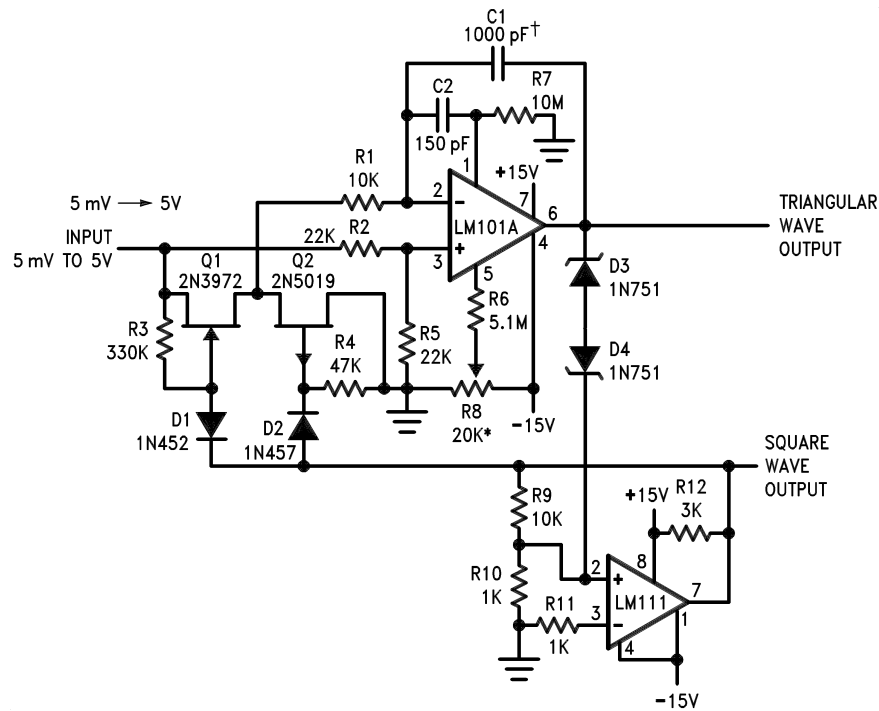 C1
1000 pF†
C2
150 pF
R7
10M
R1
10K
5 mV → 5V
INPUT
5 mV TO 5V
22K
R2
2
3
1
LM101A
+15V
7
6
4
5
TRIANGULAR
WAVE
OUTPUT
Q1
2N3972
Q2
2N5019
R3
330K
R4
47K
R5
22K
R6
5.1M
R8
20K*
-15V
D1
1N452
D2
1N457
D3
1N751
D4
1N751
SQUARE
WAVE
OUTPUT
R9
10K
R10
1K
R11
1K
+15V
R12
3K
2
3
8
LM111
7
1
4
-15V